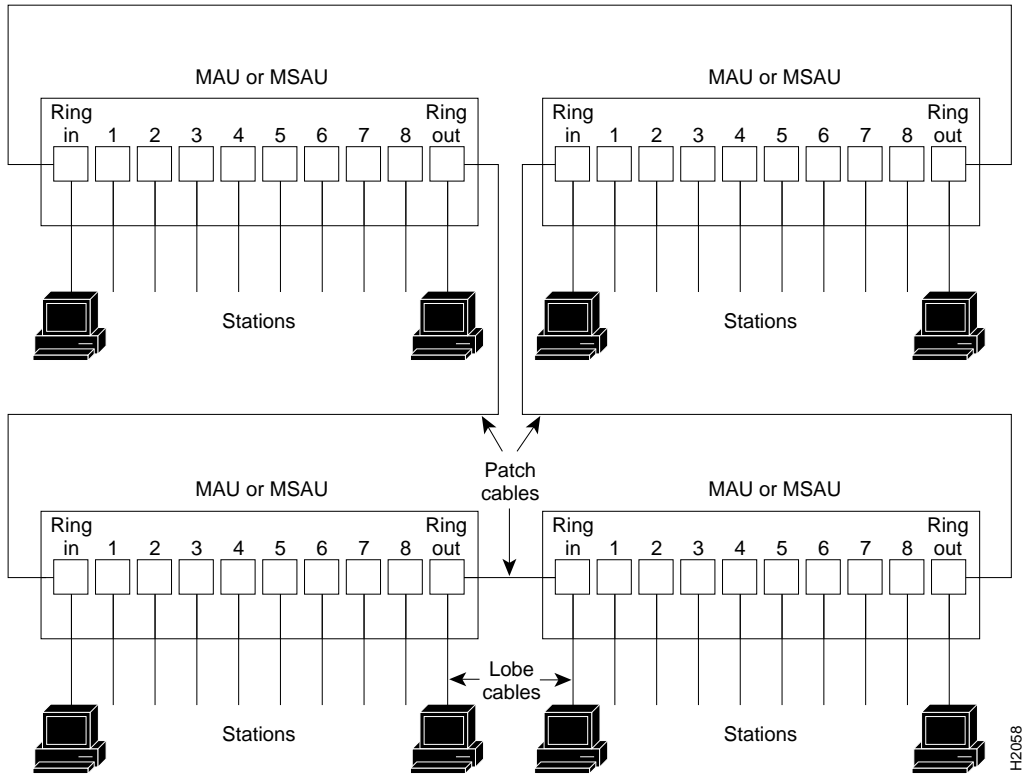 MAU or MSAU
Ring
in 1 2 3 4 5 6 7 8
Ring
out
Stations
MAU or MSAU
Ring
in 1 2 3 4 5 6 7 8
Ring
out
Stations
Patch
cables
MAU or MSAU
Ring
in 1 2 3 4 5 6 7 8
Ring
out
Stations
MAU or MSAU
Ring
in 1 2 3 4 5 6 7 8
Ring
out
Lobe
cables
Stations
H2058